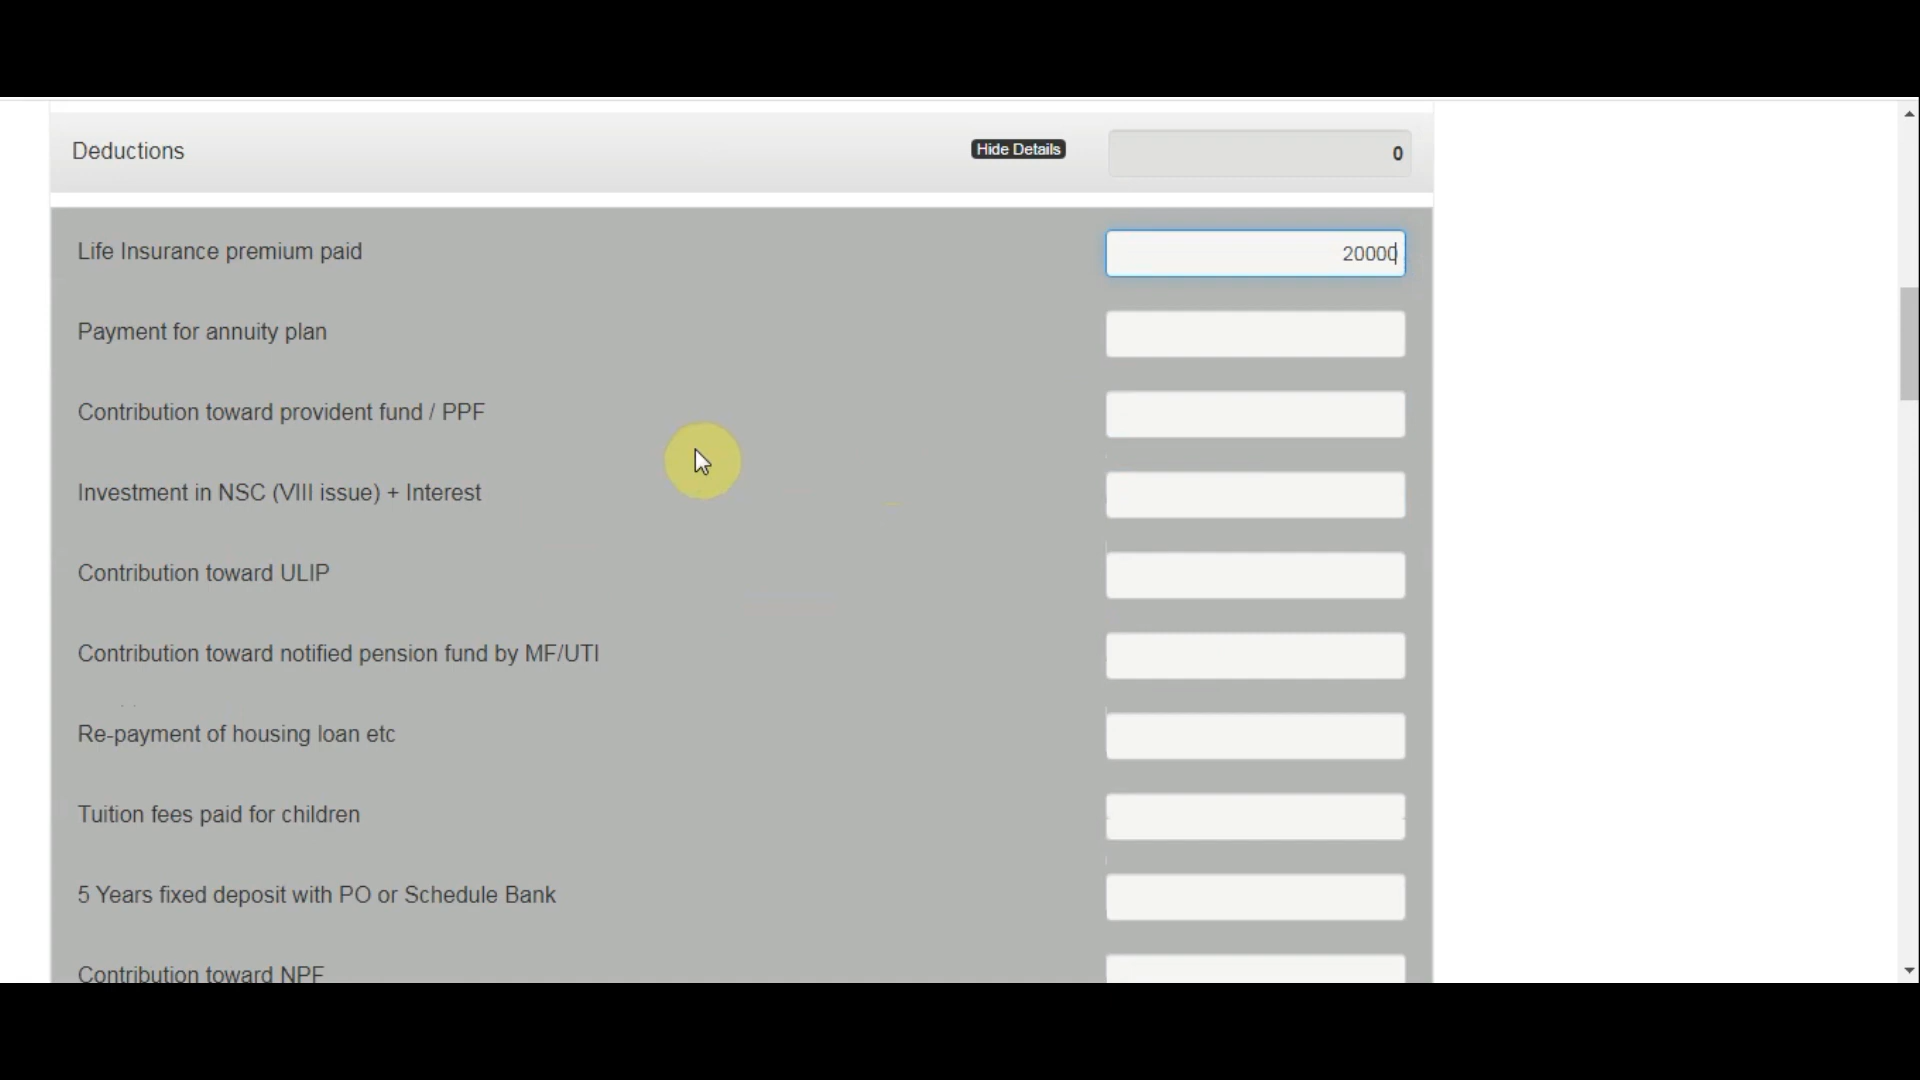 Deductions
Hide Details
0
Life Insurance premium paid
20000
Payment for annuity plan
Contribution toward provident fund / PPF
Investment in NSC (VIII issue) + Interest
Contribution toward ULIP
Contribution toward notified pension fund by MF/UTI
Re-payment of housing loan etc
Tuition fees paid for children
5 Years fixed deposit with PO or Schedule Bank
Contribution toward NPF